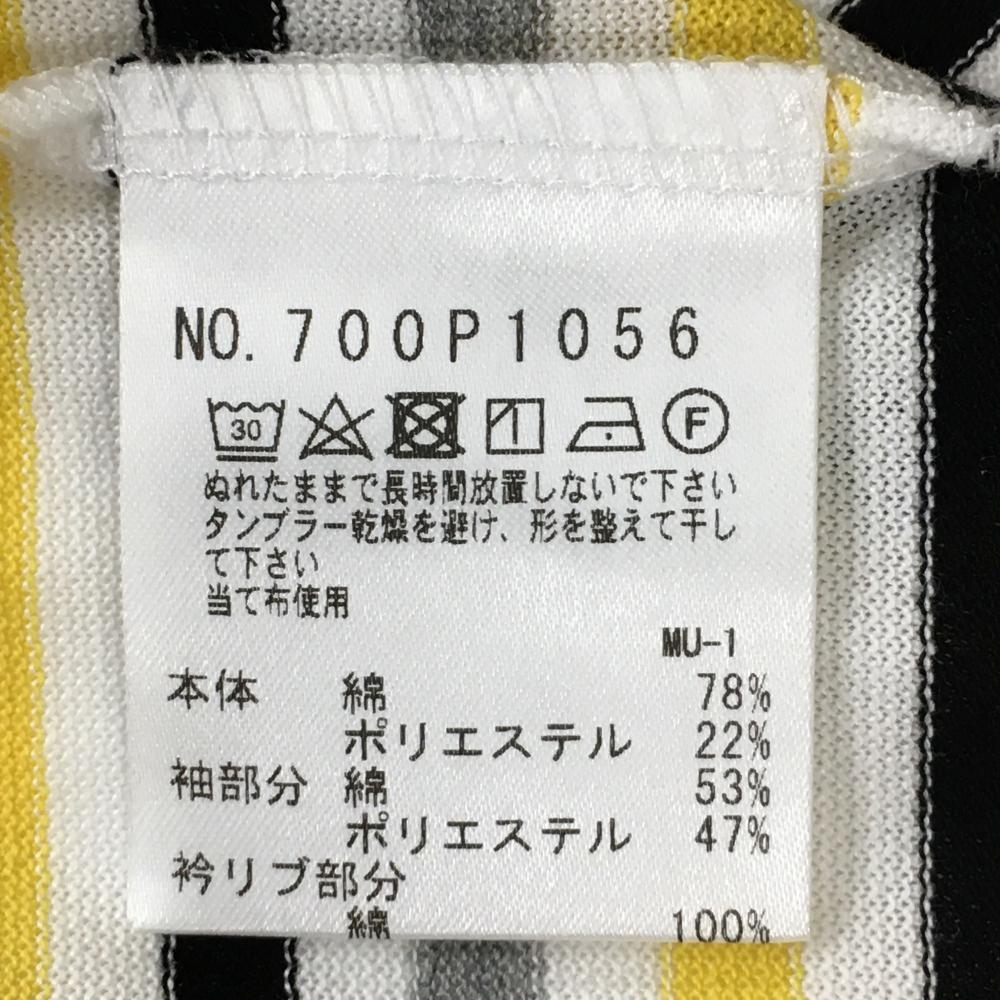 NO. 700P1056
30 F
ぬれたままで長時間放置しないで下さい
タンブラー乾燥を避け、形を整えて干し
て下さい
当て布使用
MU-1
本体 綿 78%
ポリエステル 22%
袖部分 綿 53%
ポリエステル 47%
衿リブ部分
綿 100%